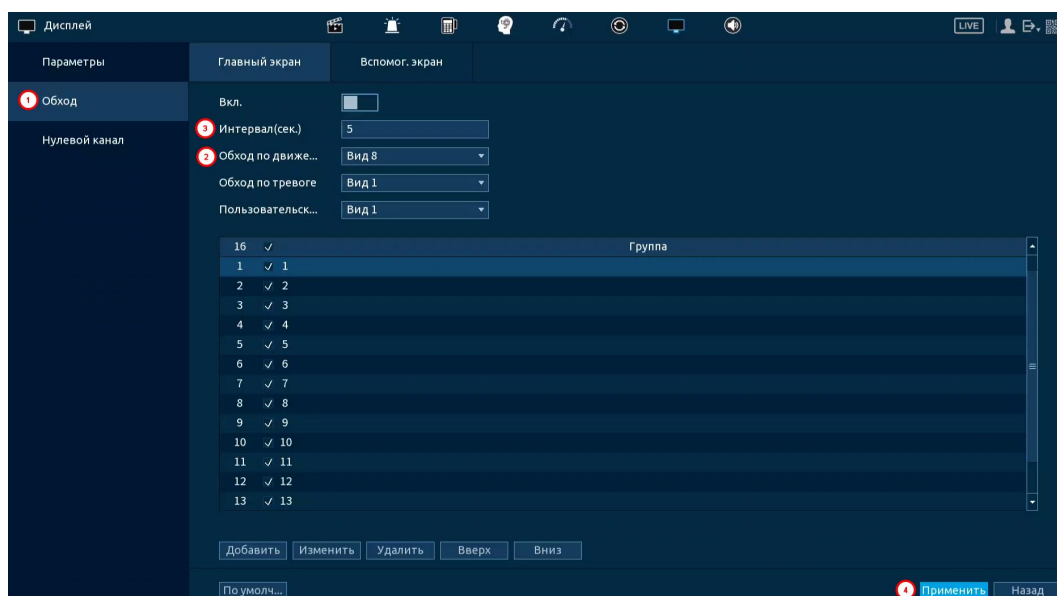 Дисплей LIVE
Параметры Главный экран Вспомог. экран
1 Обход Вкл.
Нулевой канал
3 Интервал(сек.) 5
2 Обход по движе... Вид 8
Обход по тревоге Вид 1
Пользовательск... Вид 1
16 Группа
1 1
2 2
3 3
4 4
5 5
6 6
7 7
8 8
9 9
10 10
11 11
12 12
13 13
Добавить Изменить Удалить Вверх Вниз
По умолч... 4 Применить Назад